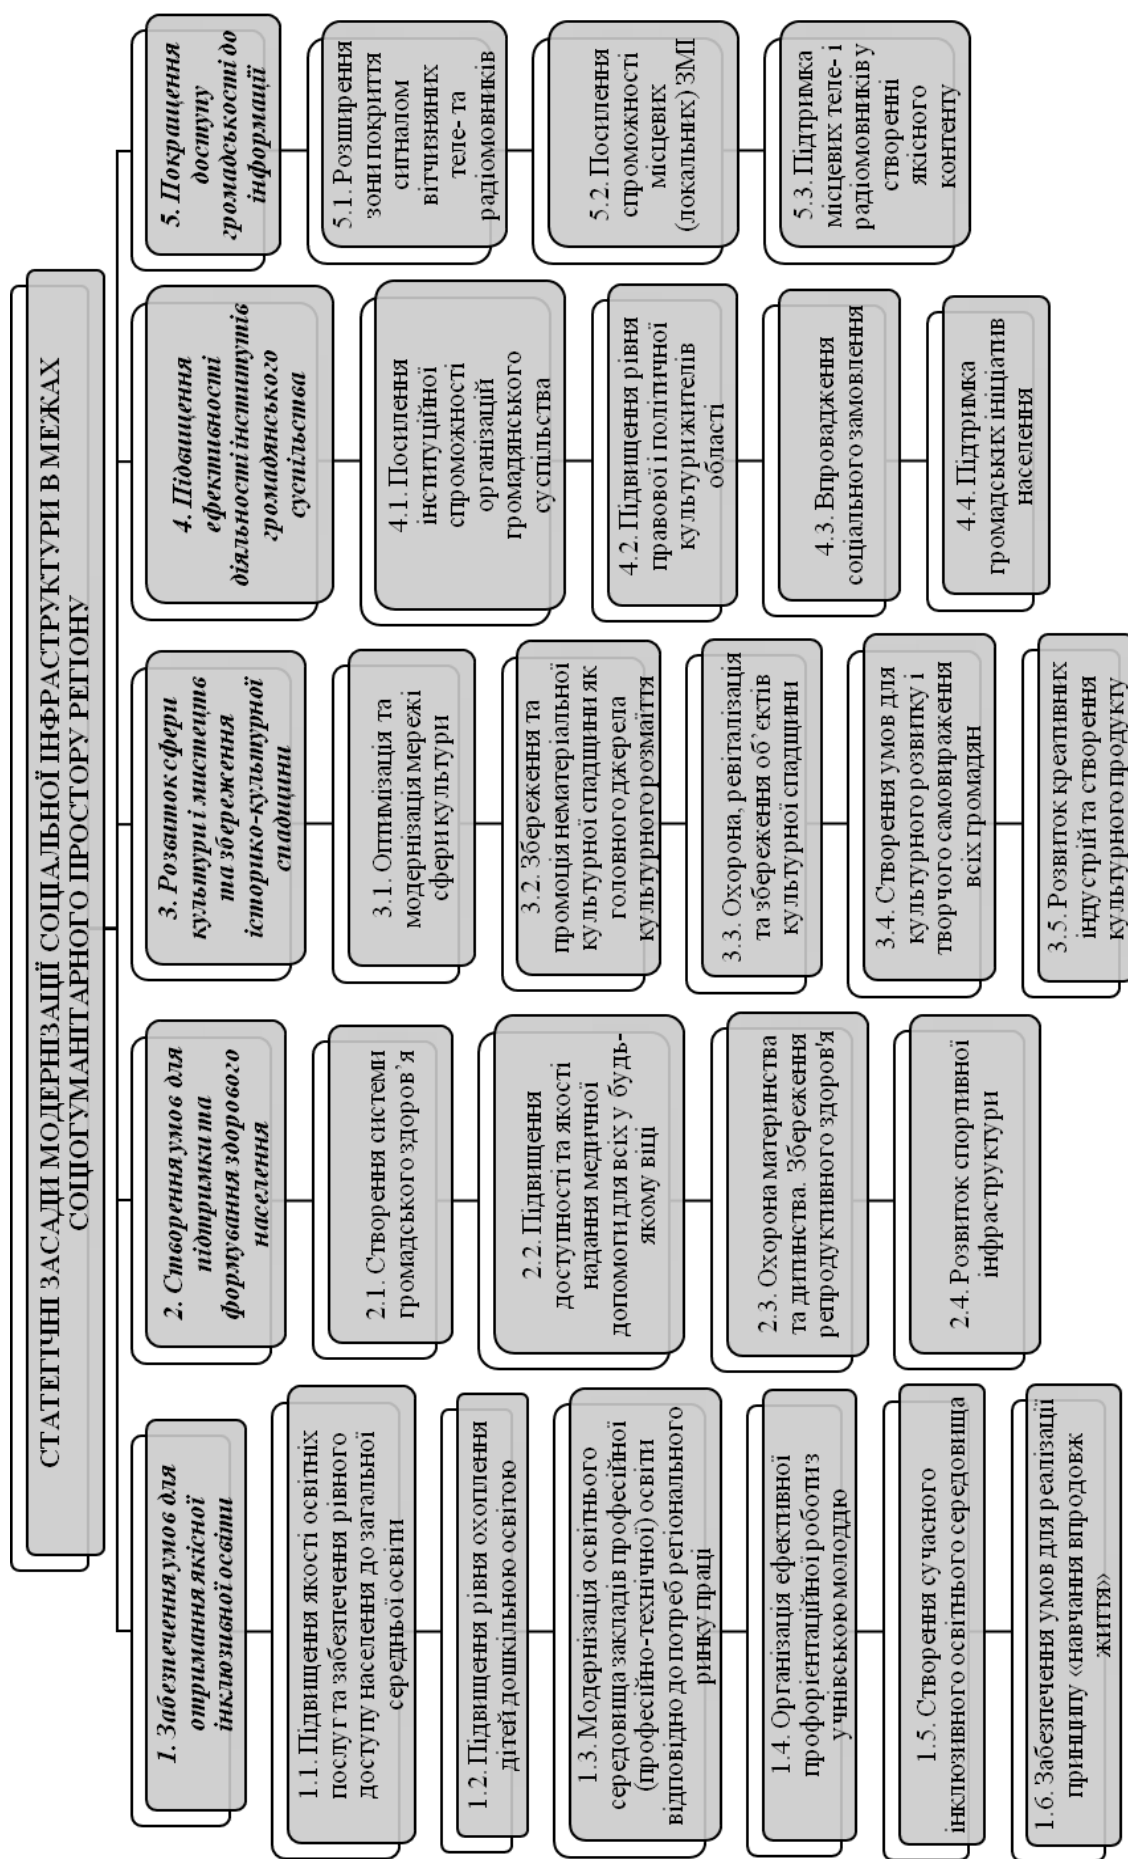 СТАТЕГІЧНІ ЗАСАДИ МОДЕРНІЗАЦІЇ СОЦІАЛЬНОЇ ІНФРАСТРУКТУРИ В МЕЖАХ
СОЦІОГУМАНІТАРНОГО ПРОСТОРУ РЕГІОНУ
1. Забезпечення умов для
отримання якісної
інклюзивної освіти
1.1. Підвищення якості освітніх
послуг та забезпечення рівного
доступу населення до загальної
середньої освіти
1.2. Підвищення рівня охоплення
дітей дошкільною освітою
1.3. Модернізація освітнього
середовища закладів професійної
(професійно-технічної) освіти
відповідно до потреб регіонального
ринку праці
1.4. Організація ефективної
профорієнтаційної роботи з
учнівською молоддю
1.5. Створення сучасного
інклюзивного освітнього середовища
1.6. Забезпечення умов для реалізації
принципу «навчання впродовж
життя»
2. Створення умов для
підтримки та
формування здорового
населення
2.1. Створення системи
громадського здоров’я
2.2. Підвищення
доступності та якості
надання медичної
допомоги для всіх у будь-
якому віці
2.3. Охорона материнства
та дитинства. Збереження
репродуктивного здоров'я
2.4. Розвиток спортивної
інфраструктури
3. Розвиток сфери
культури і мистецтв
та збереження
історико-культурної
спадщини
3.1. Оптимізація та
модернізація мережі
сфери культури
3.2. Збереження та
промоція нематеріальної
культурної спадщини як
головного джерела
культурного розмаїття
3.3. Охорона, ревіталізація
та збереження об’єктів
культурної спадщини
3.4. Створення умов для
культурного розвитку і
творчого самовираження
всіх громадян
3.5. Розвиток креативних
індустрій та створення
культурного продукту
4. Підвищення
ефективності
діяльності інститутів
громадянського
суспільства
4.1. Посилення
інституційної
спроможності
організацій
громадянського
суспільства
4.2. Підвищення рівня
правової і політичної
культури жителів
області
4.3. Впровадження
соціального замовлення
4.4. Підтримка
громадських ініціатив
населення
5. Покращення
доступу
громадськості до
інформації
5.1. Розширення
зони покриття
сигналом
вітчизняних
теле- та
радіомовників
5.2. Посилення
спроможності
місцевих
(локальних) ЗМІ
5.3. Підтримка
місцевих теле- і
радіомовників у
створенні
якісного
контенту